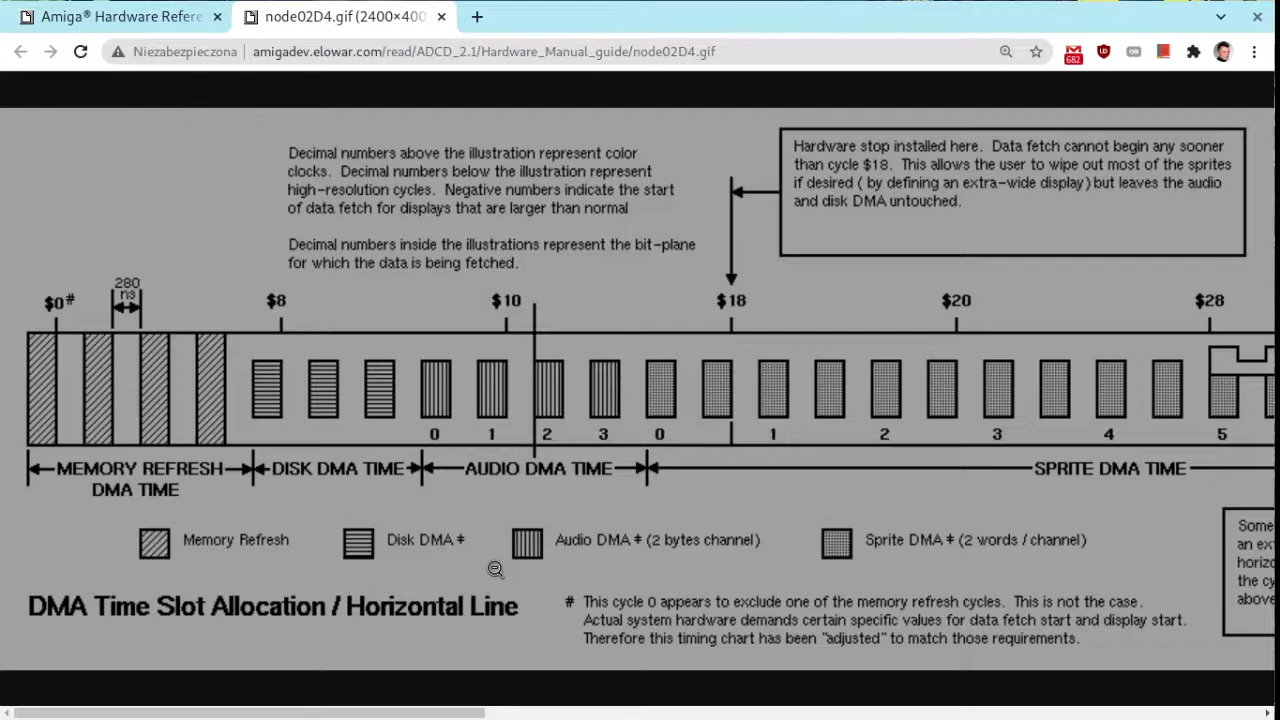 Amiga® Hardware Refere
node02D4.gif (2400×400
Niezabezpieczona
amigadev.elowar.com/read/ADCD_2.1/Hardware_Manual_guide/node02D4.gif
682
Decimal numbers above the illustration represent color
clocks. Decimal numbers below the illustration represent
high-resolution cycles. Negative numbers indicate the start
of data fetch for displays that are larger than normal
Decimal numbers inside the illustrations represent the bit-plane
for which the data is being fetched.
Hardware stop installed here. Data fetch cannot begin any sooner
than cycle $18. This allows the user to wipe out most of the sprites
if desired ( by defining an extra-wide display) but leaves the audio
and disk DMA untouched.
280
ns
$0# $8 $10 $18 $20 $28
0 1 2 3 0 1 2 3 4 5
MEMORY REFRESH DISK DMA TIME AUDIO DMA TIME SPRITE DMA TIME
DMA TIME
Memory Refresh Disk DMA ‡ Audio DMA ‡ (2 bytes channel) Sprite DMA ‡ (2 words / channel)
Some
an ex
horizo
the cy
above
DMA Time Slot Allocation / Horizontal Line
# This cycle 0 appears to exclude one of the memory refresh cycles. This is not the case.
Actual system hardware demands certain specific values for data fetch start and display start.
Therefore this timing chart has been "adjusted" to match those requirements.